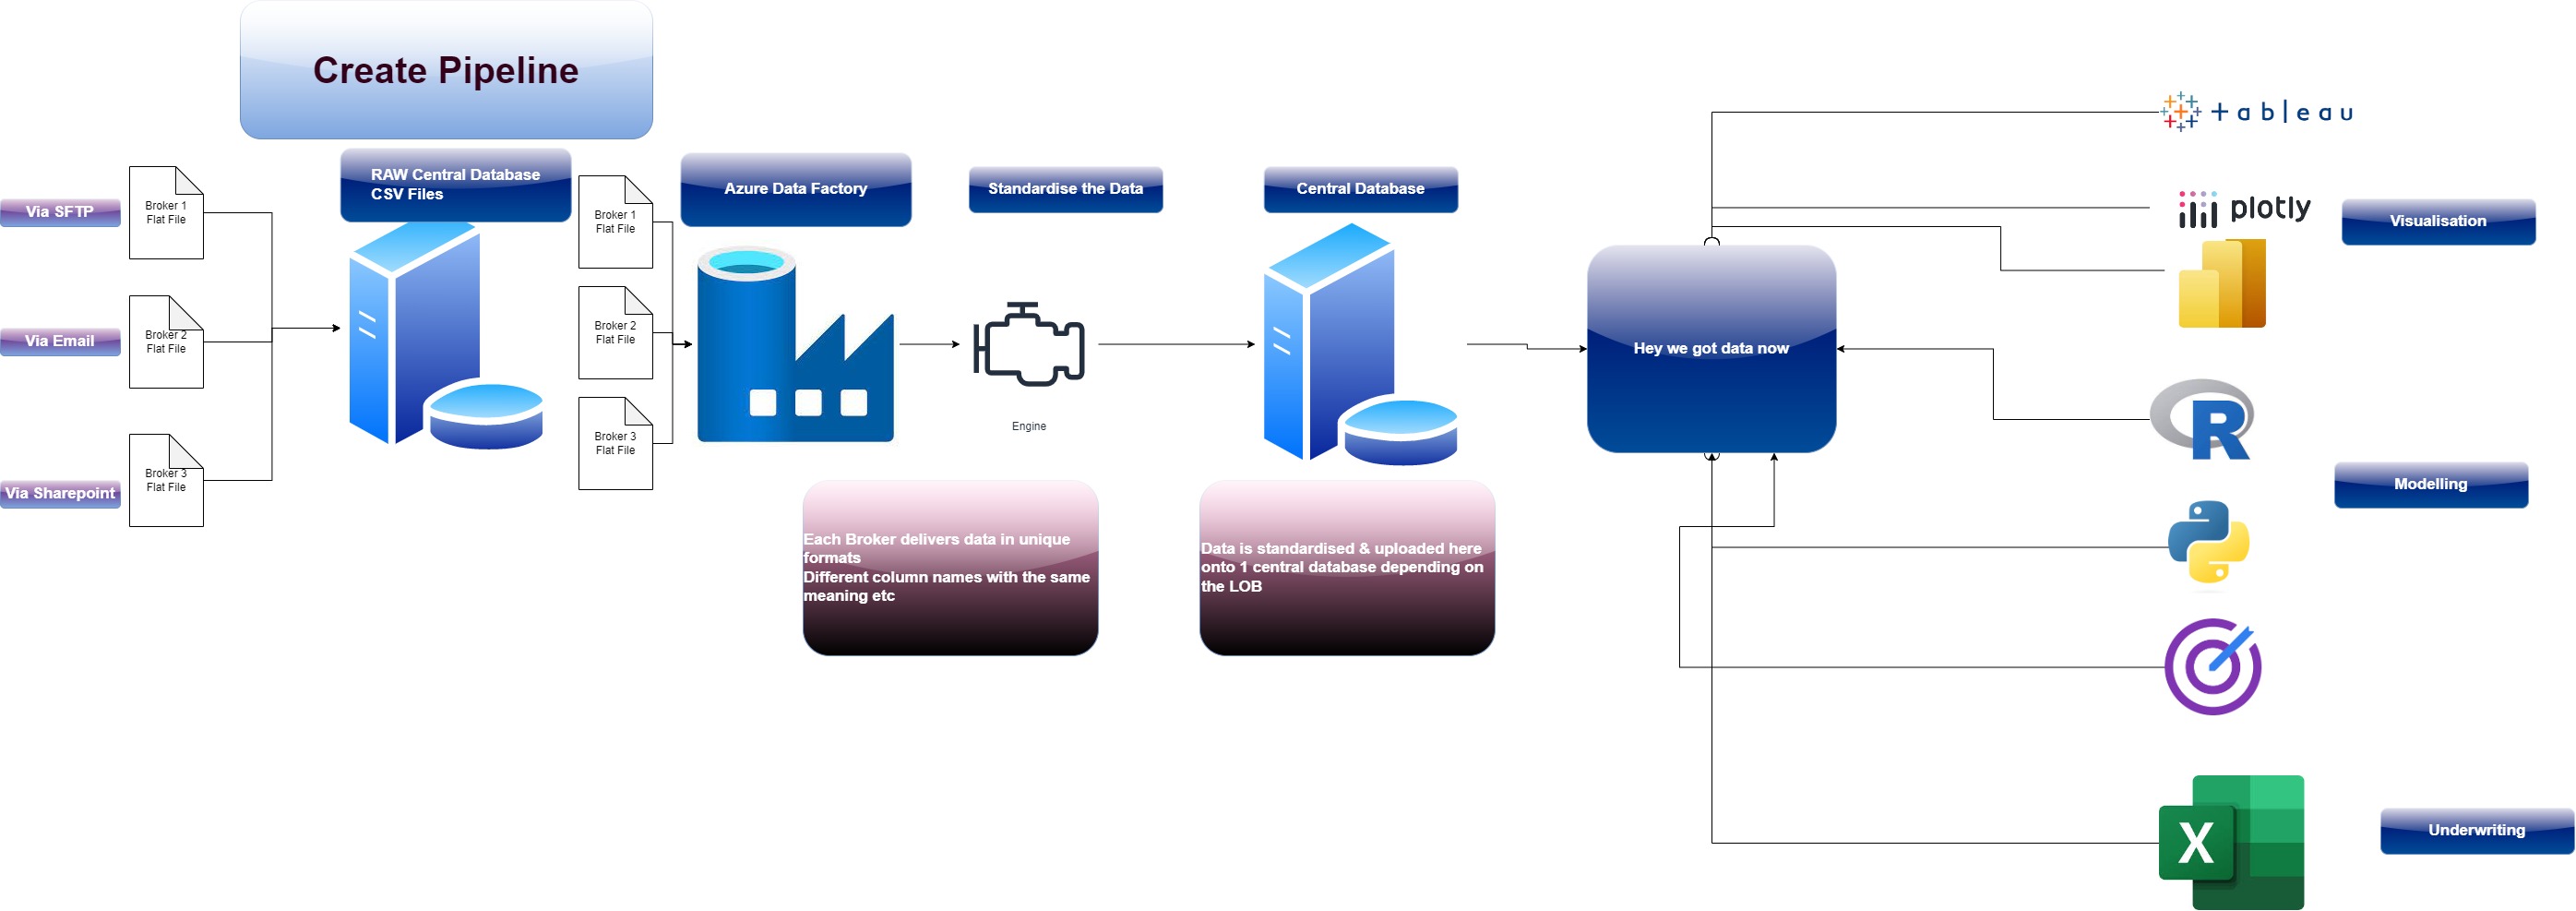 Create Pipeline
Via SFTP
Broker 1
Flat File
Via Email
Broker 2
Flat File
Via Sharepoint
Broker 3
Flat File
RAW Central Database
CSV Files
Broker 1
Flat File
Broker 2
Flat File
Broker 3
Flat File
Azure Data Factory
Standardise the Data
Engine
Each Broker delivers data in unique
formats
Different column names with the same
meaning etc
Central Database
Data is standardised & uploaded here
onto 1 central database depending on
the LOB
Hey we got data now
+ableau
plotly
Visualisation
R
Modelling
X
Underwriting